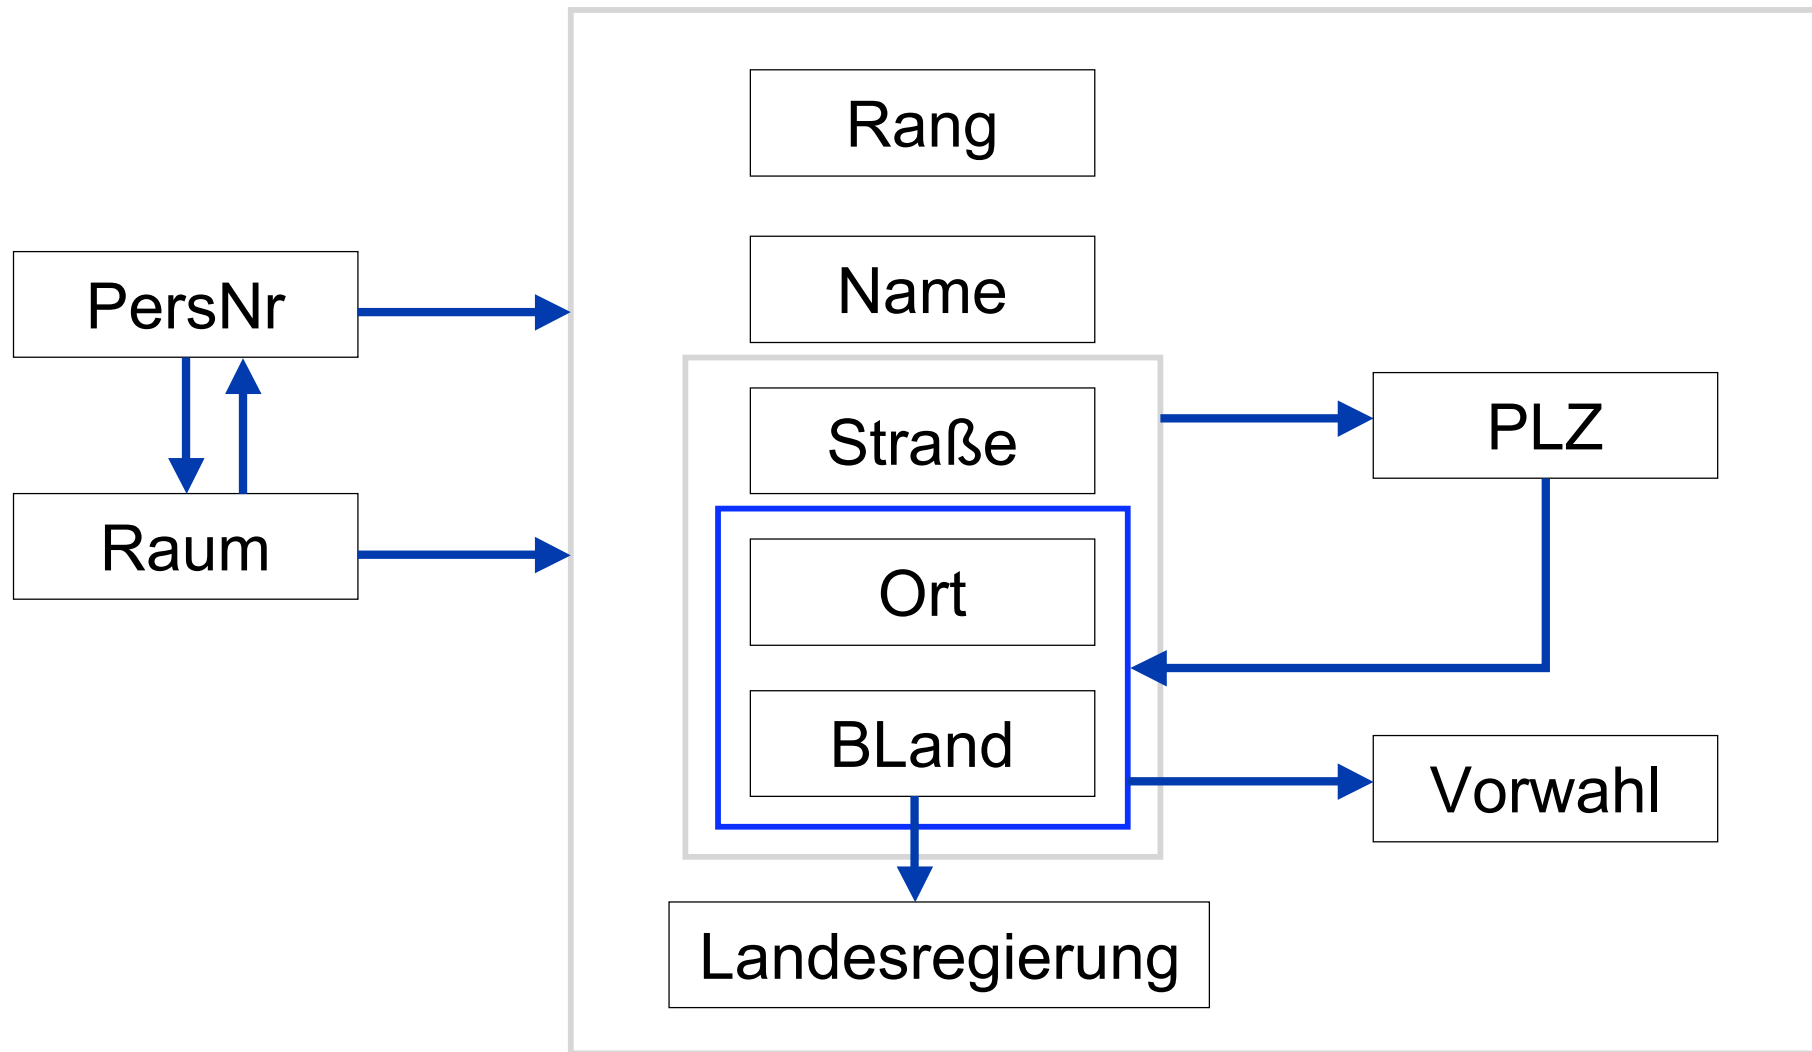 Rang
PersNr
Name
Straße
PLZ
Raum
Ort
BLand
Vorwahl
Landesregierung